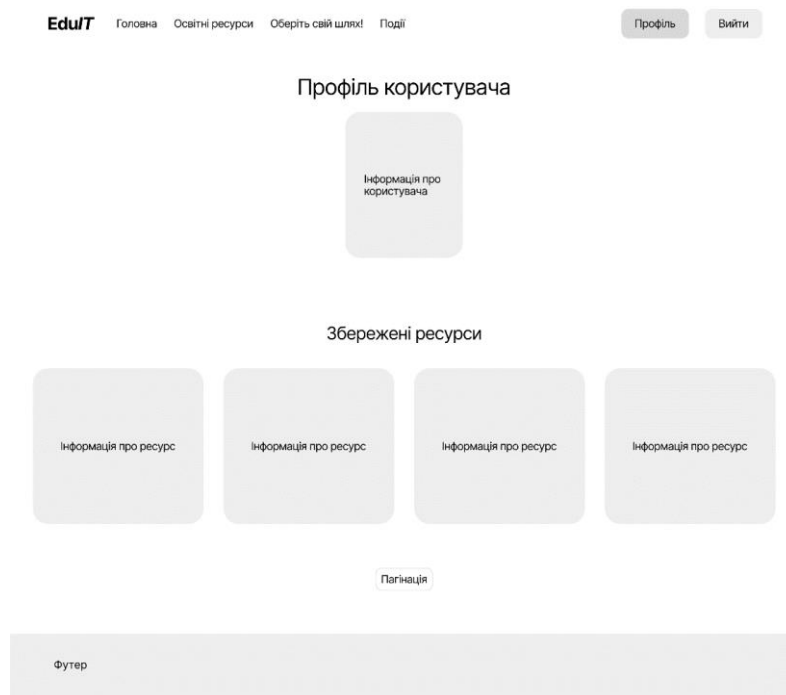 EduIT Головна Освітні ресурси Оберіть свій шлях! Події Профіль Вийти
Профіль користувача
Інформація про
користувача
Збережені ресурси
Інформація про ресурс Інформація про ресурс Інформація про ресурс Інформація про ресурс
Пагінація
Футер